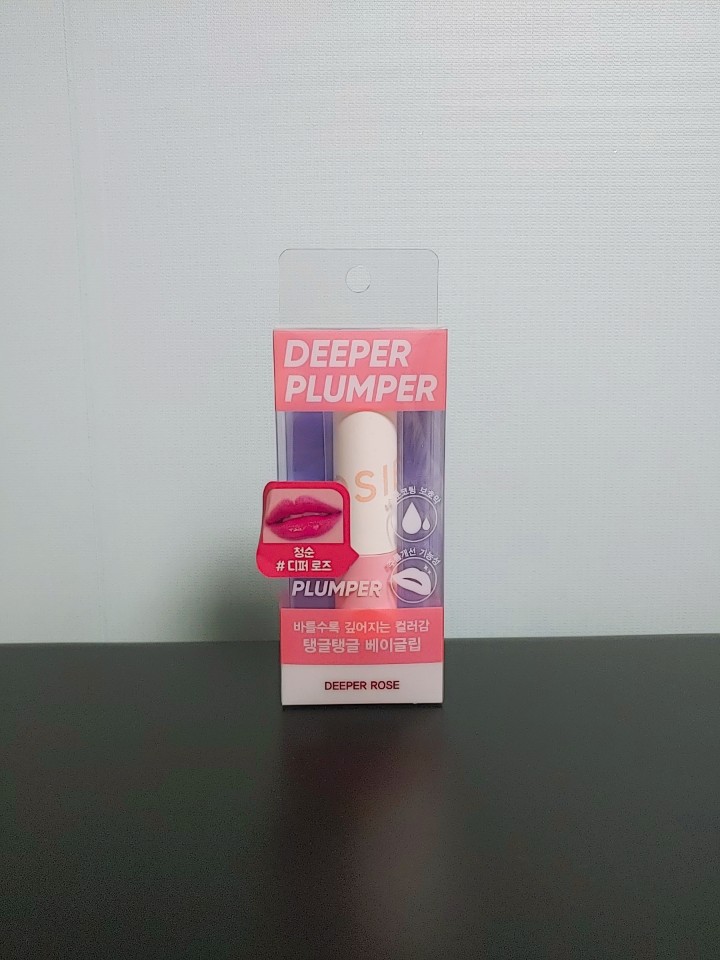 DEEPER
PLUMPER
청순
# 디퍼 로즈
PLUMPER
바를수록 깊어지는 컬러감
탱글탱글 베이글립
DEEPER ROSE